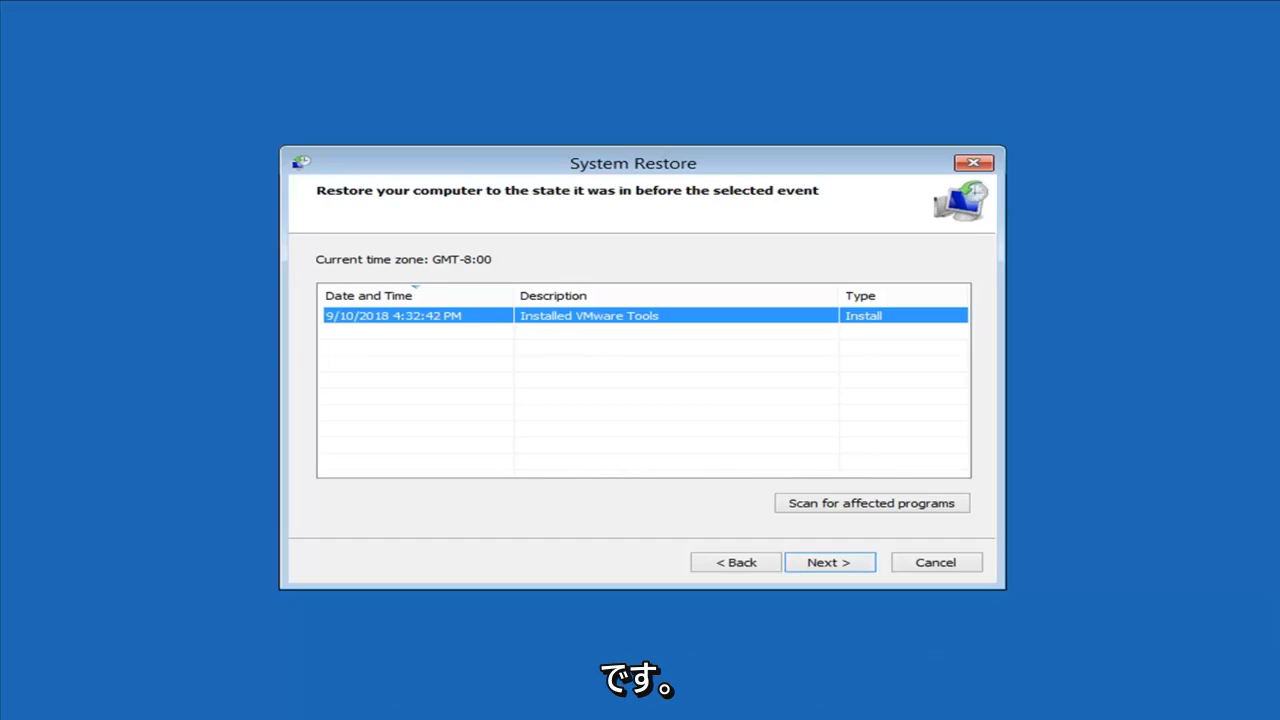 System Restore
Restore your computer to the state it was in before the selected event
Current time zone: GMT-8:00
Date and Time Description Type
9/10/2018 4:32:42 PM Installed VMware Tools Install
Scan for affected programs
< Back Next > Cancel
です。